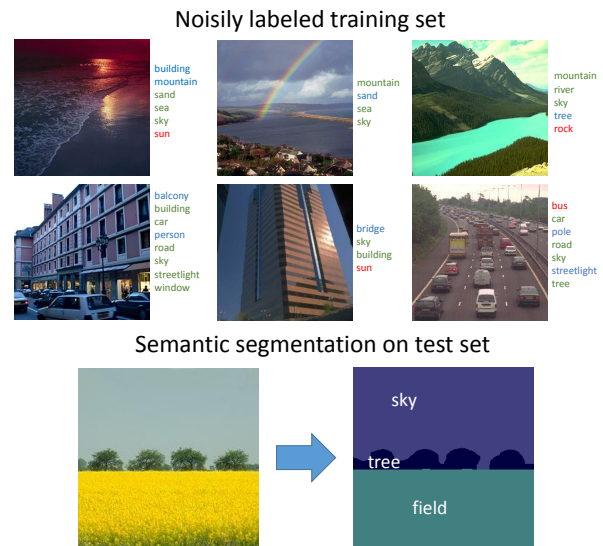 Noisily labeled training set
building
mountain
sand
sea
sky
sun
mountain
sand
sea
sky
mountain
river
sky
tree
rock
balcony
building
car
person
road
sky
streetlight
window
bridge
sky
building
sun
bus
car
pole
road
sky
streetlight
tree
Semantic segmentation on test set
sky
tree
field